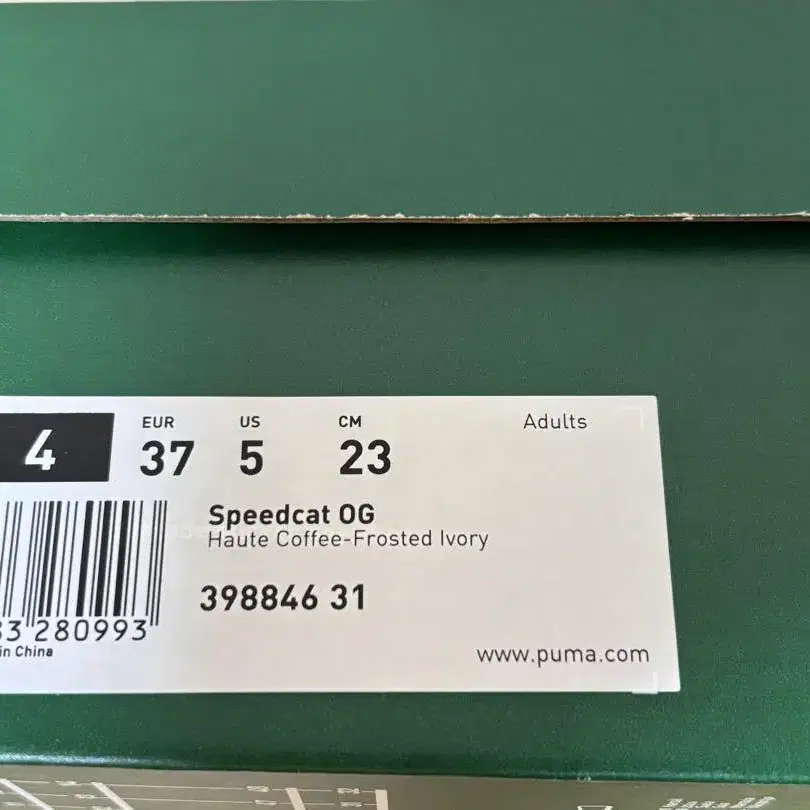 EUR US CM Adults
4 37 5 23
Speedcat OG
Haute Coffee-Frosted Ivory
398846 31
33 280993
in China
www.puma.com